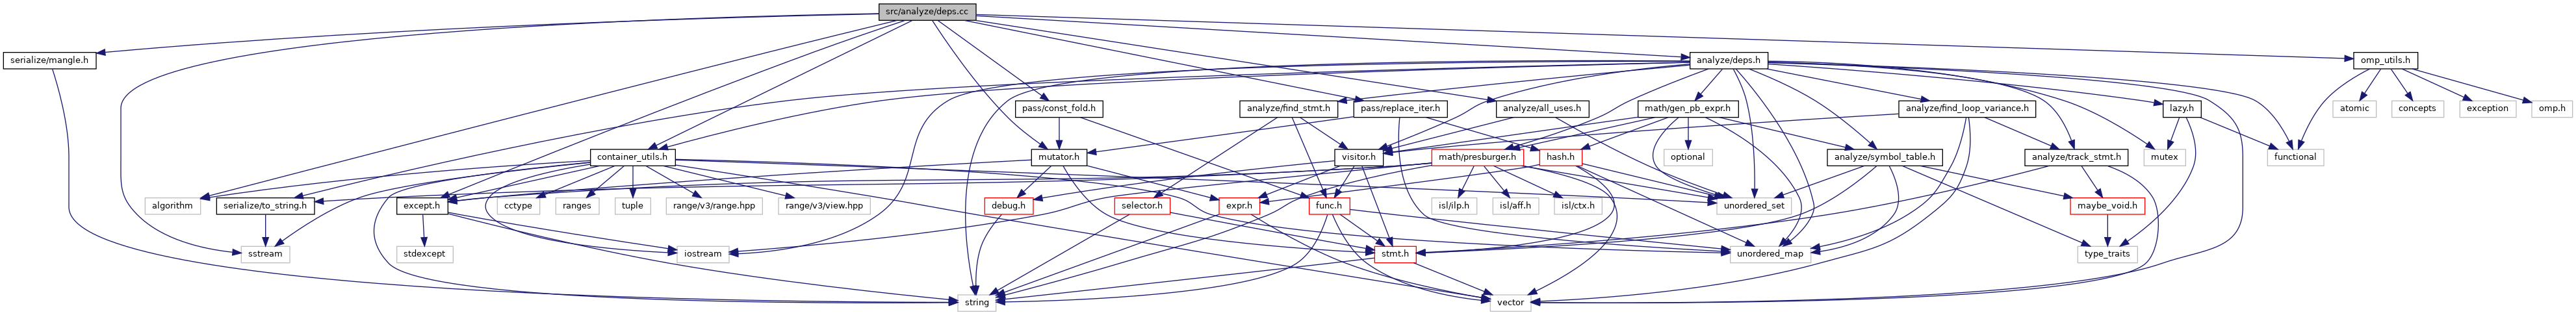 src/analyze/deps.cc
serialize/mangle.h
analyze/deps.h
omp_utils.h
pass/const_fold.h
analyze/find_stmt.h
pass/replace_iter.h
analyze/all_uses.h
math/gen_pb_expr.h
analyze/find_loop_variance.h
lazy.h
atomic
concepts
exception
omp.h
container_utils.h
mutator.h
visitor.h
math/presburger.h
hash.h
optional
analyze/symbol_table.h
analyze/track_stmt.h
mutex
functional
algorithm
serialize/to_string.h
except.h
cctype
ranges
tuple
range/v3/range.hpp
range/v3/view.hpp
debug.h
selector.h
expr.h
func.h
isl/ilp.h
isl/aff.h
isl/ctx.h
unordered_set
maybe_void.h
sstream
stdexcept
iostream
stmt.h
unordered_map
type_traits
string
vector